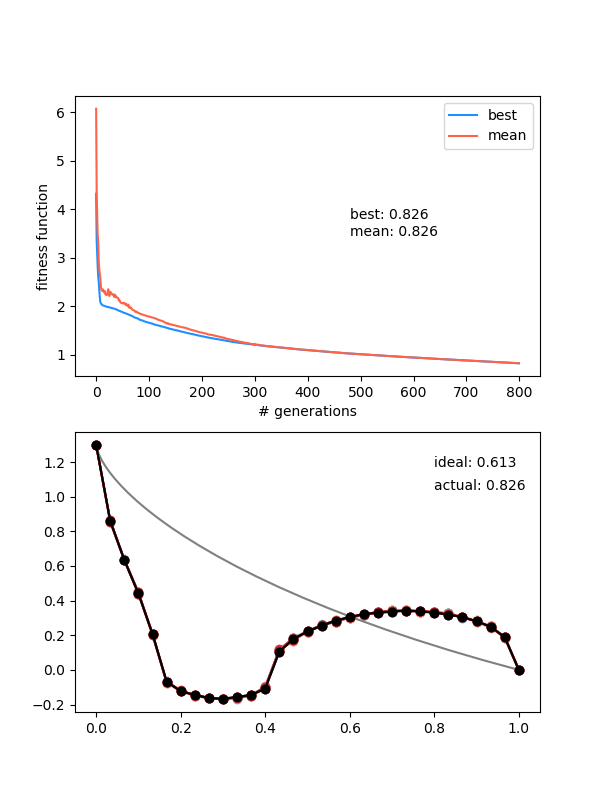 6
5
4
3
2
1
fitness function
best
mean
best: 0.826
mean: 0.826
0 100 200 300 400 500 600 700 800
# generations
1.2
1.0
0.8
0.6
0.4
0.2
0.0
−0.2
ideal: 0.613
actual: 0.826
0.0 0.2 0.4 0.6 0.8 1.0